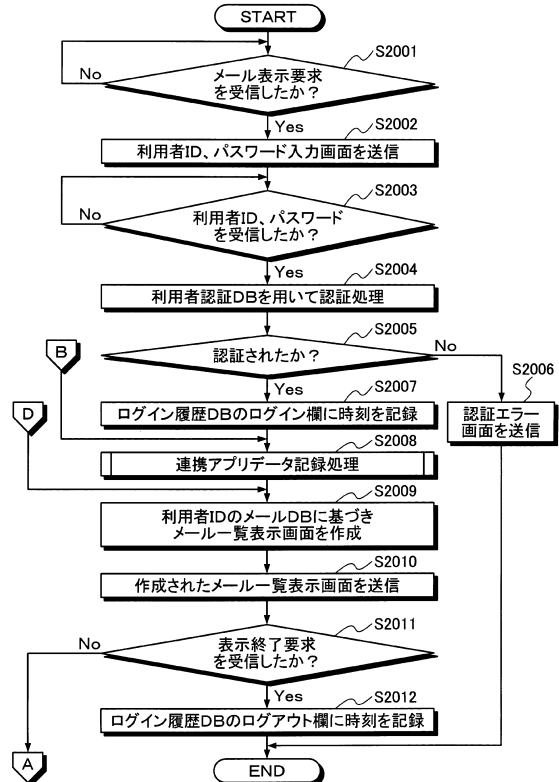 START
S2001
メール表示要求
を受信したか？
No
Yes
S2002
利用者ID、パスワード入力画面を送信
S2003
利用者ID、パスワード
を受信したか？
No
Yes
S2004
利用者認証DBを用いて認証処理
S2005
認証されたか？
No
Yes
S2006
認証エラー
画面を送信
B
S2007
ログイン履歴DBのログイン欄に時刻を記録
D
S2008
連携アプリデータ記録処理
S2009
利用者IDのメールDBに基づき
メール一覧表示画面を作成
S2010
作成されたメール一覧表示画面を送信
S2011
表示終了要求
を受信したか？
No
Yes
S2012
ログイン履歴DBのログアウト欄に時刻を記録
A
END